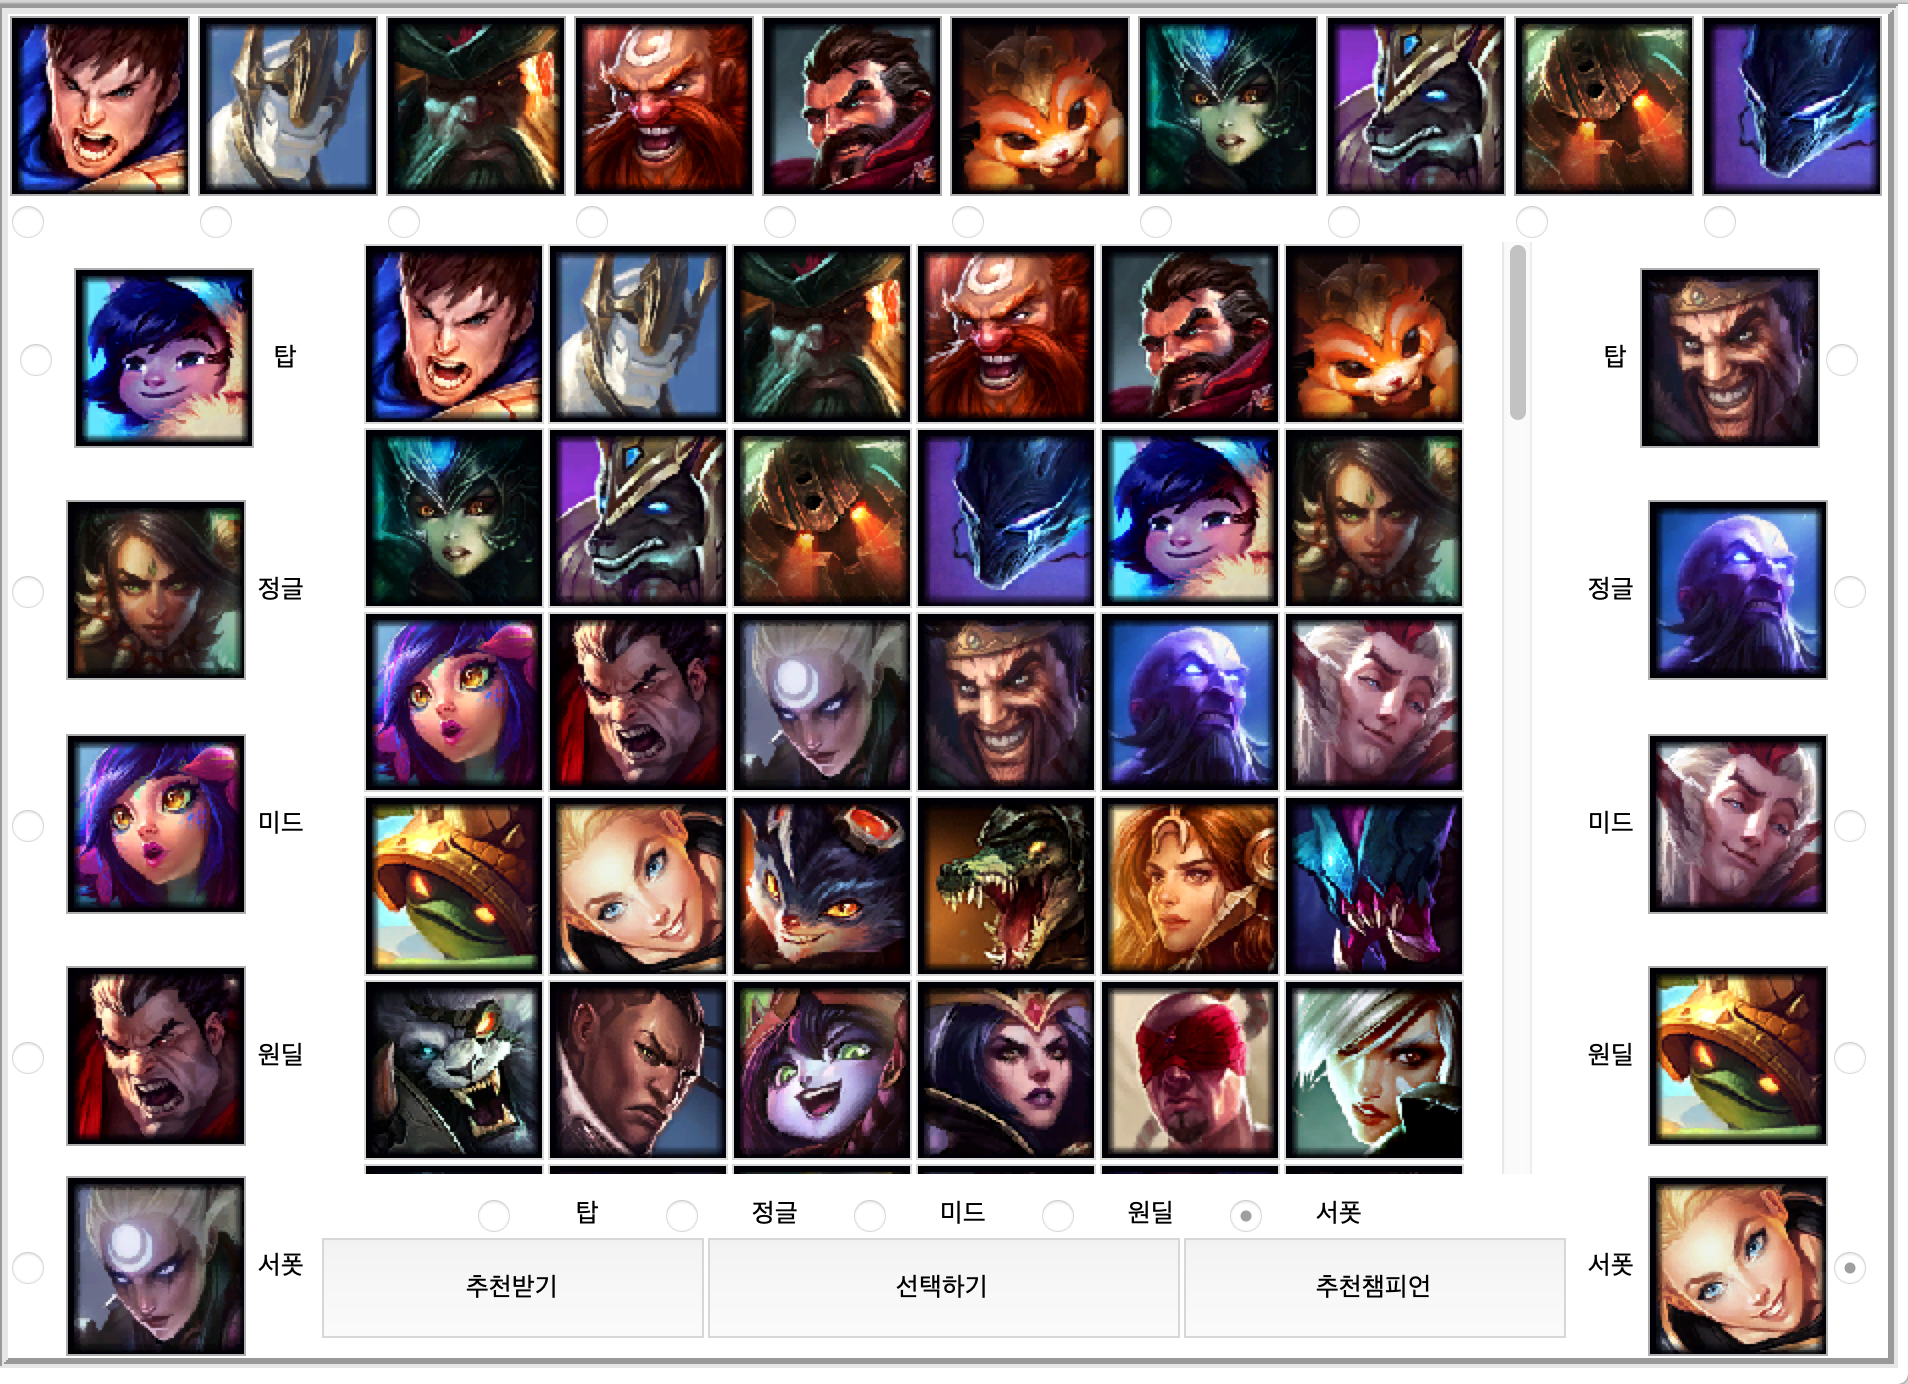 탑
탑
정글
정글
미드
미드
원딜
원딜
탑 정글 미드 원딜 서폿
서폿
서폿
추천받기 선택하기 추천챔피언